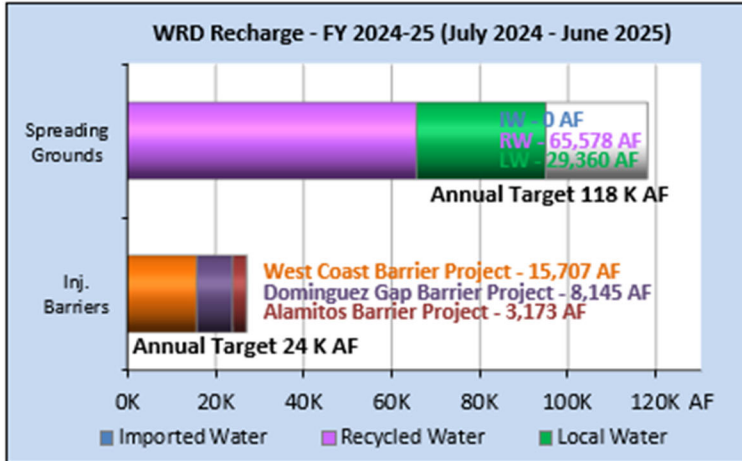 WRD Recharge - FY 2024-25 (July 2024 - June 2025)
Spreading
Grounds
IW - 0 AF
RW - 65,578 AF
LW - 29,360 AF
Annual Target 118 K AF
Inj.
Barriers
West Coast Barrier Project - 15,707 AF
Dominguez Gap Barrier Project - 8,145 AF
Alamitos Barrier Project - 3,173 AF
Annual Target 24 K AF
0K 20K 40K 60K 80K 100K 120K AF
Imported Water Recycled Water Local Water